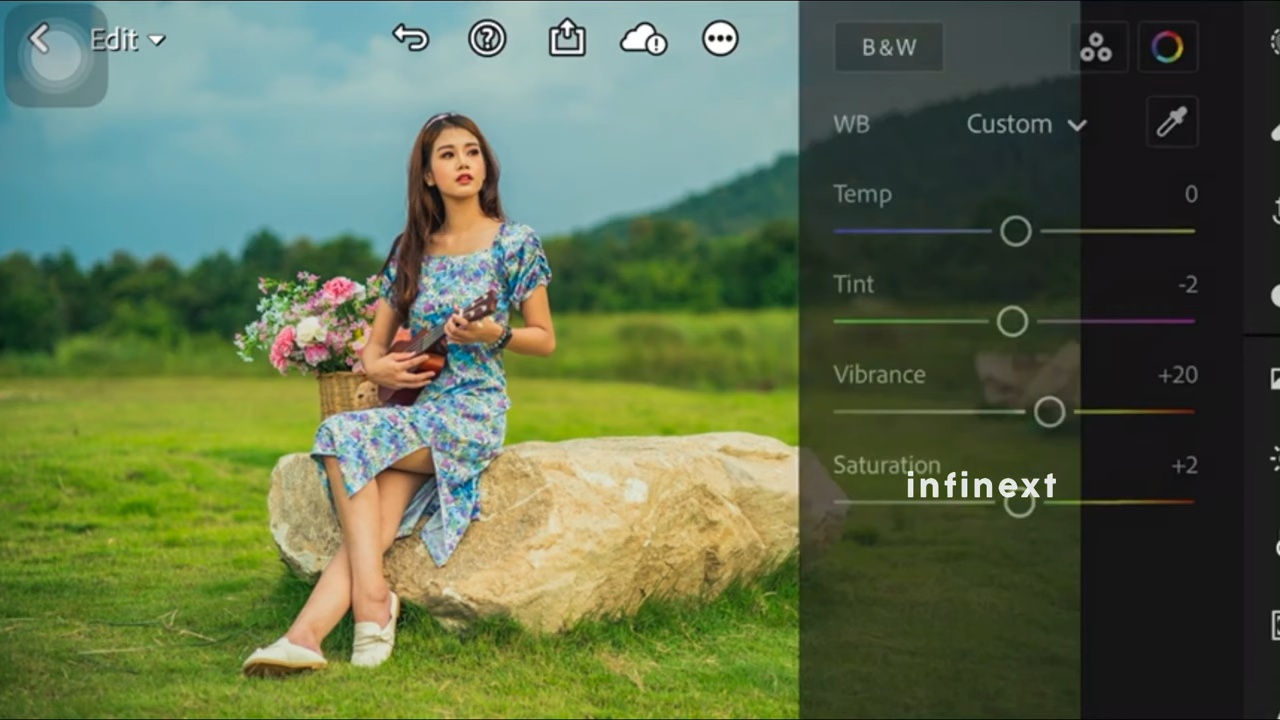 Edit
B&W
WB Custom
Temp 0
Tint -2
Vibrance +20
Saturation +2
infinext